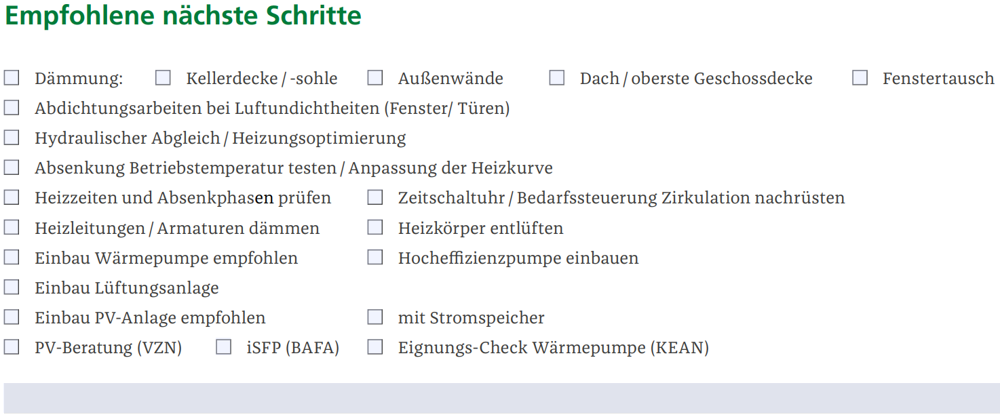 Empfohlene nächste Schritte
Dämmung: Kellerdecke / -sohle Außenwände Dach / oberste Geschossdecke Fenstertausch
Abdichtungsarbeiten bei Luftundichtheiten (Fenster/ Türen)
Hydraulischer Abgleich / Heizungsoptimierung
Absenkung Betriebstemperatur testen / Anpassung der Heizkurve
Heizzeiten und Absenkphasen prüfen Zeitschaltuhr / Bedarfssteuerung Zirkulation nachrüsten
Heizleitungen / Armaturen dämmen Heizkörper entlüften
Einbau Wärmepumpe empfohlen Hocheffizienzpumpe einbauen
Einbau Lüftungsanlage
Einbau PV-Anlage empfohlen mit Stromspeicher
PV-Beratung (VZN) iSFP (BAFA) Eignungs-Check Wärmepumpe (KEAN)